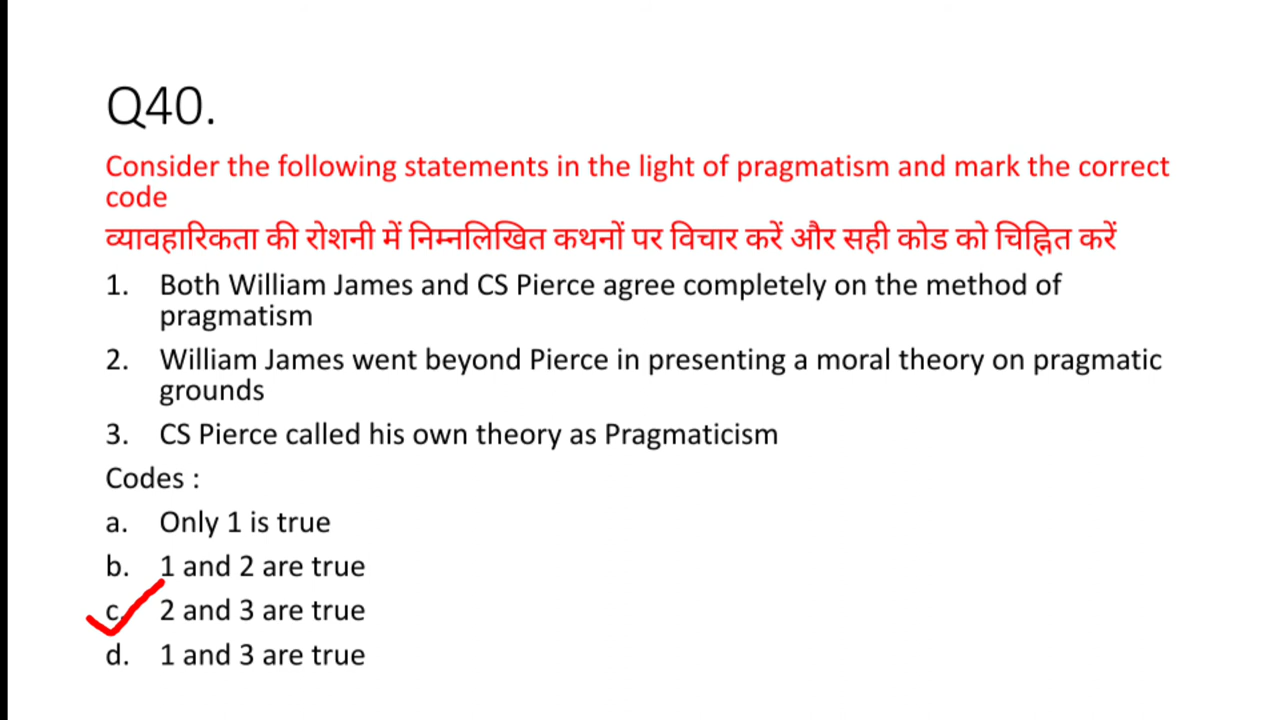 Q40.
Consider the following statements in the light of pragmatism and mark the correct
code
व्यावहारिकता की रोशनी में निम्नलिखित कथनों पर विचार करें और सही कोड को चिह्नित करें
1. Both William James and CS Pierce agree completely on the method of
pragmatism
2. William James went beyond Pierce in presenting a moral theory on pragmatic
grounds
3. CS Pierce called his own theory as Pragmaticism
Codes :
a. Only 1 is true
b. 1 and 2 are true
c. 2 and 3 are true
d. 1 and 3 are true